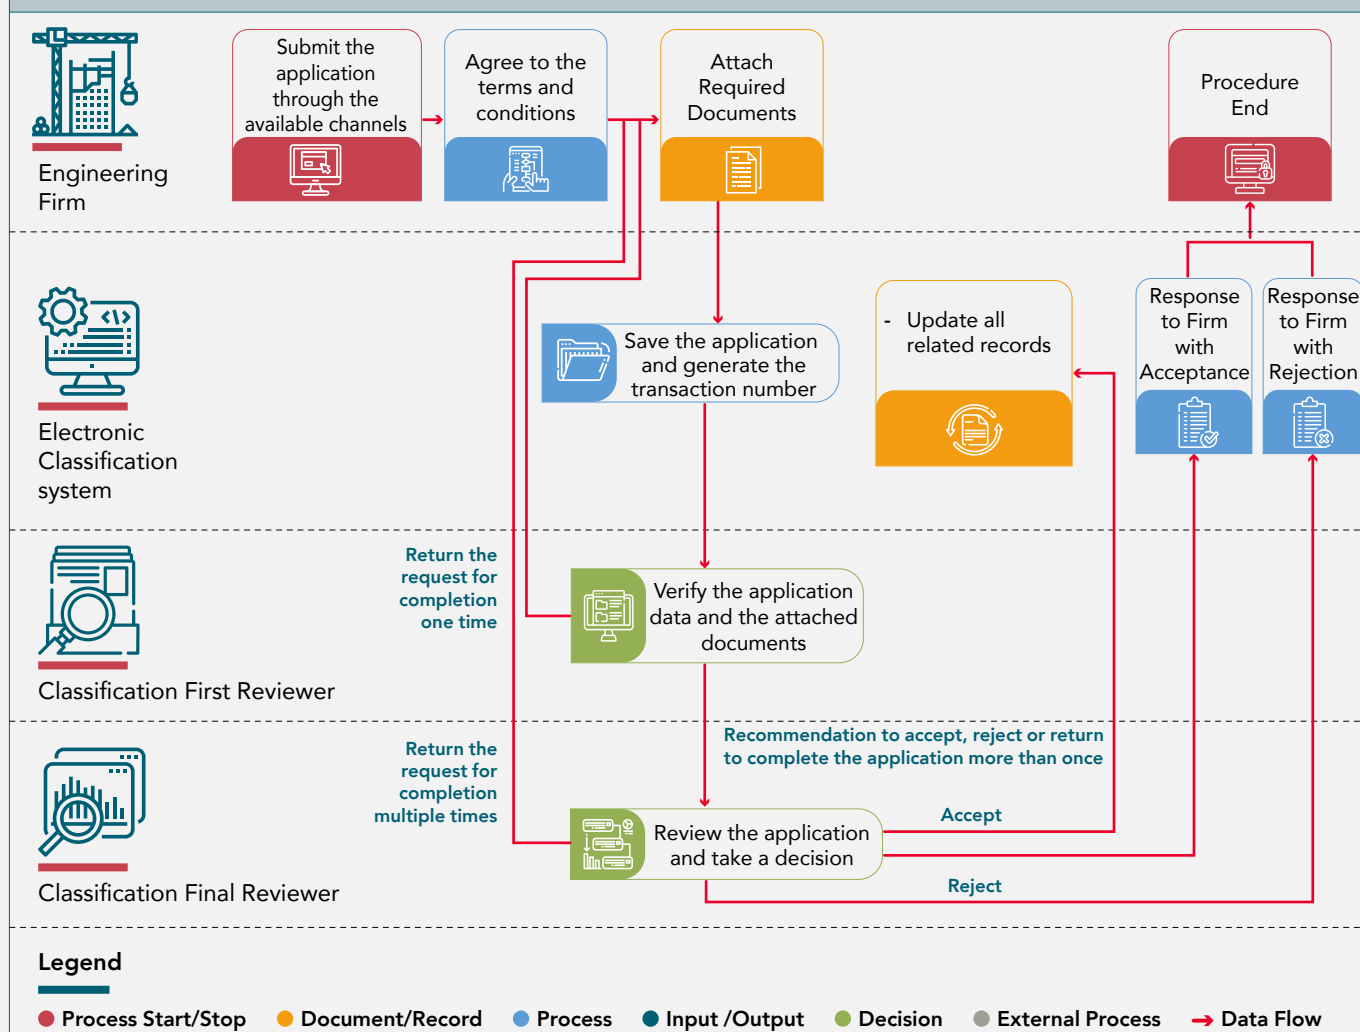 Submit the
application
through the
available channels
Agree to the
terms and
conditions
Attach
Required
Documents
Procedure
End
Engineering
Firm
- Update all
related records
Response
to Firm
with
Acceptance
Response
to Firm
with
Rejection
Save the application
and generate the
transaction number
Electronic
Classification
system
Return the
request for
completion
one time
Verify the application
data and the attached
documents
Classification First Reviewer
Return the
request for
completion
multiple times
Recommendation to accept, reject or return
to complete the application more than once
Accept
Review the application
and take a decision
Reject
Classification Final Reviewer
Legend
Process Start/Stop
Document/Record
Process
Input /Output
Decision
External Process
Data Flow